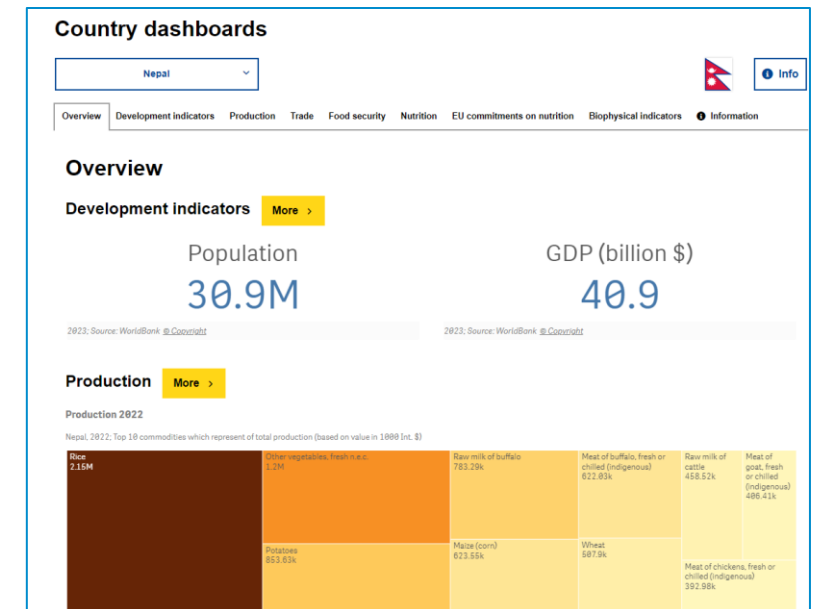 Country dashboards
Nepal
Info
Overview Development indicators Production Trade Food security Nutrition EU commitments on nutrition Biophysical indicators Information
Overview
Development indicators More >
Population
30.9M
2023; Source: WorldBank © Copyright
GDP (billion $)
40.9
2023; Source: WorldBank © Copyright
Production More >
Production 2022
Nepal, 2022; Top 10 commodities which represent of total production (based on value in 1000 Int. $)
Rice
2.15M
Other vegetables, fresh n.e.c.
1.2M
Potatoes
853.63k
Raw milk of buffalo
783.29k
Maize (corn)
623.55k
Meat of buffalo, fresh or
chilled (indigenous)
622.03k
Wheat
507.9k
Raw milk of
cattle
458.52k
Meat of
goat, fresh
or chilled
(indigenous)
406.41k
Meat of chickens, fresh or
chilled (indigenous)
392.98k